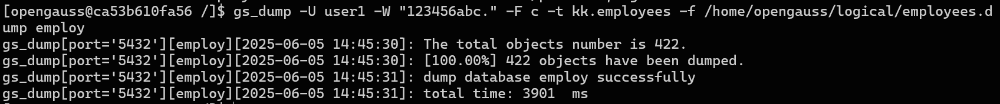 [opengauss@ca53b610fa56 /]$ gs_dump -U user1 -W "123456abc." -F c -t kk.employees -f /home/opengauss/logical/employees.d
ump employ
gs_dump[port='5432'][employ][2025-06-05 14:45:30]: The total objects number is 422.
gs_dump[port='5432'][employ][2025-06-05 14:45:30]: [100.00%] 422 objects have been dumped.
gs_dump[port='5432'][employ][2025-06-05 14:45:31]: dump database employ successfully
gs_dump[port='5432'][employ][2025-06-05 14:45:31]: total time: 3901  ms